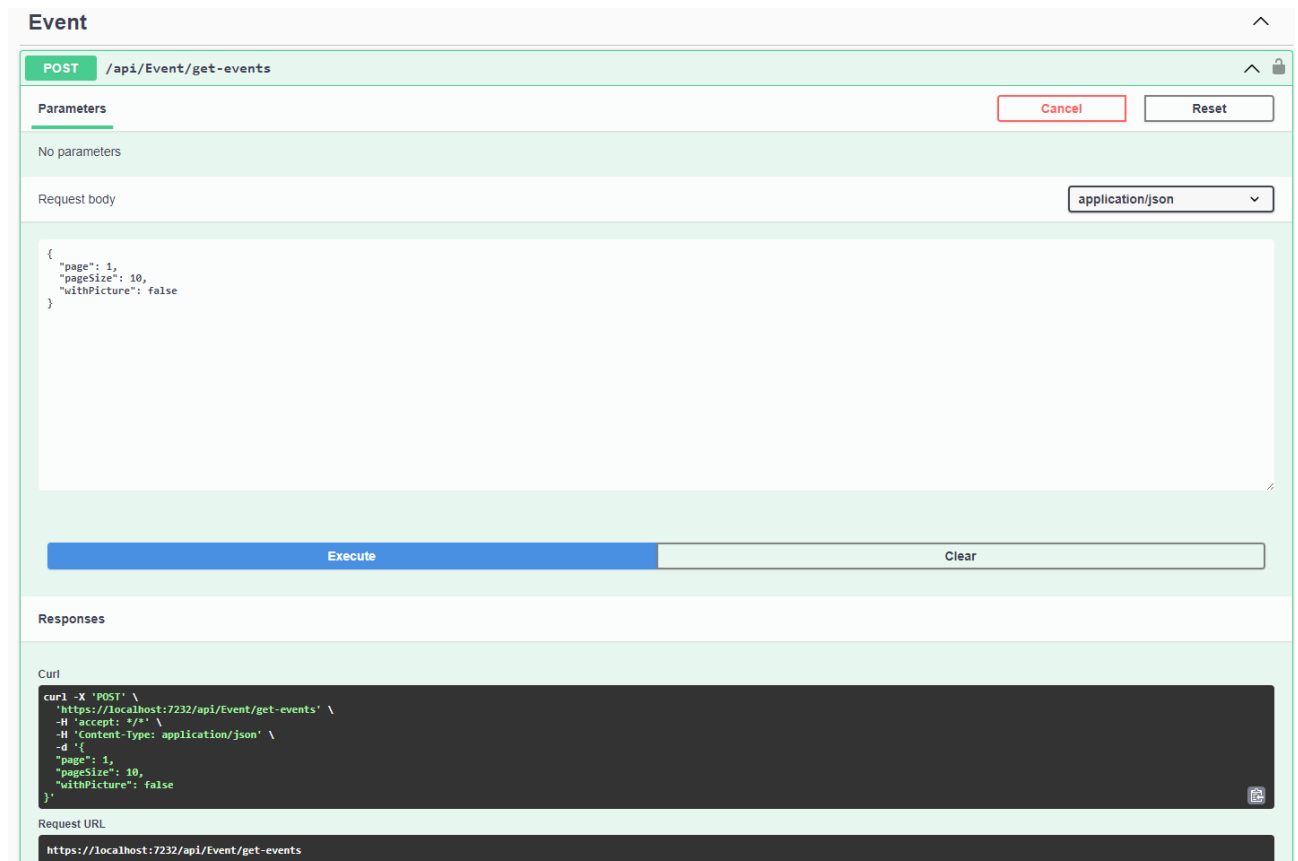 Event
POST /api/Event/get-events
Parameters
Cancel
Reset
No parameters
Request body
application/json
{
  "page": 1,
  "pageSize": 10,
  "withPicture": false
}
Execute
Clear
Responses
Curl
curl -X 'POST' \
  'https://localhost:7232/api/Event/get-events' \
  -H 'accept: */*' \
  -H 'Content-Type: application/json' \
  -d '{
  "page": 1,
  "pageSize": 10,
  "withPicture": false
}'
Request URL
https://localhost:7232/api/Event/get-events